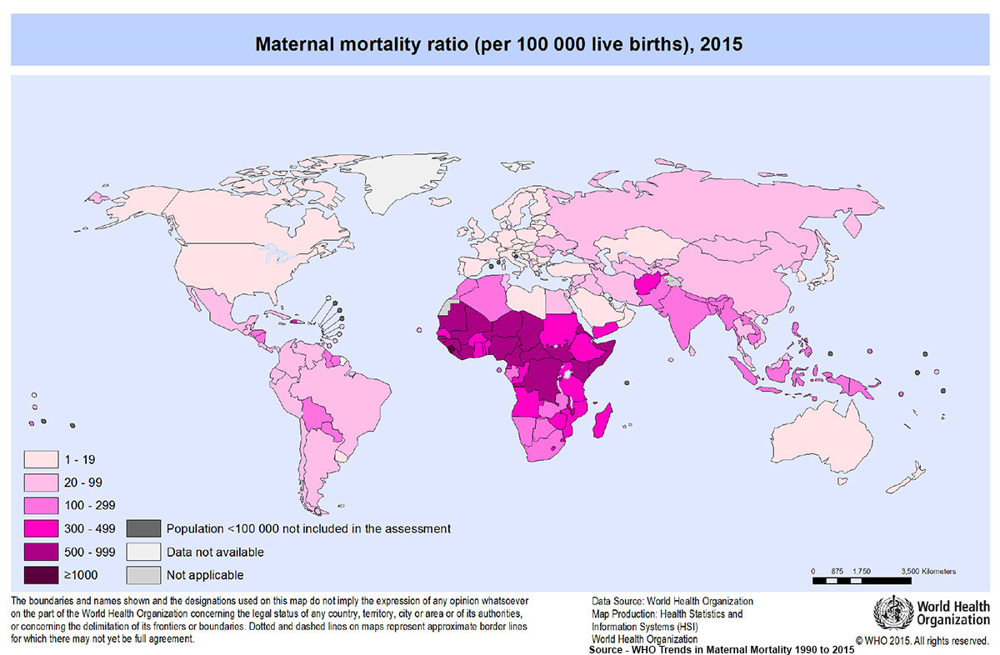 Maternal mortality ratio (per 100 000 live births), 2015
1 - 19
20 - 99
100 - 299
300 - 499
500 - 999
≥1000
Population <100 000 not included in the assessment
Data not available
Not applicable
0 875 1,750 3,500 Kilometers
The boundaries and names shown and the designations used on this map do not imply the expression of any opinion whatsoever
on the part of the World Health Organization concerning the legal status of any country, territory, city or area or of its authorities,
or concerning the delimitation of its frontiers or boundaries. Dotted and dashed lines on maps represent approximate border lines
for which there may not yet be full agreement.
Data Source: World Health Organization
Map Production: Health Statistics and
Information Systems (HSI)
World Health Organization
World Health
Organization
© WHO 2015. All rights reserved.
Source - WHO Trends in Maternal Mortality 1990 to 2015